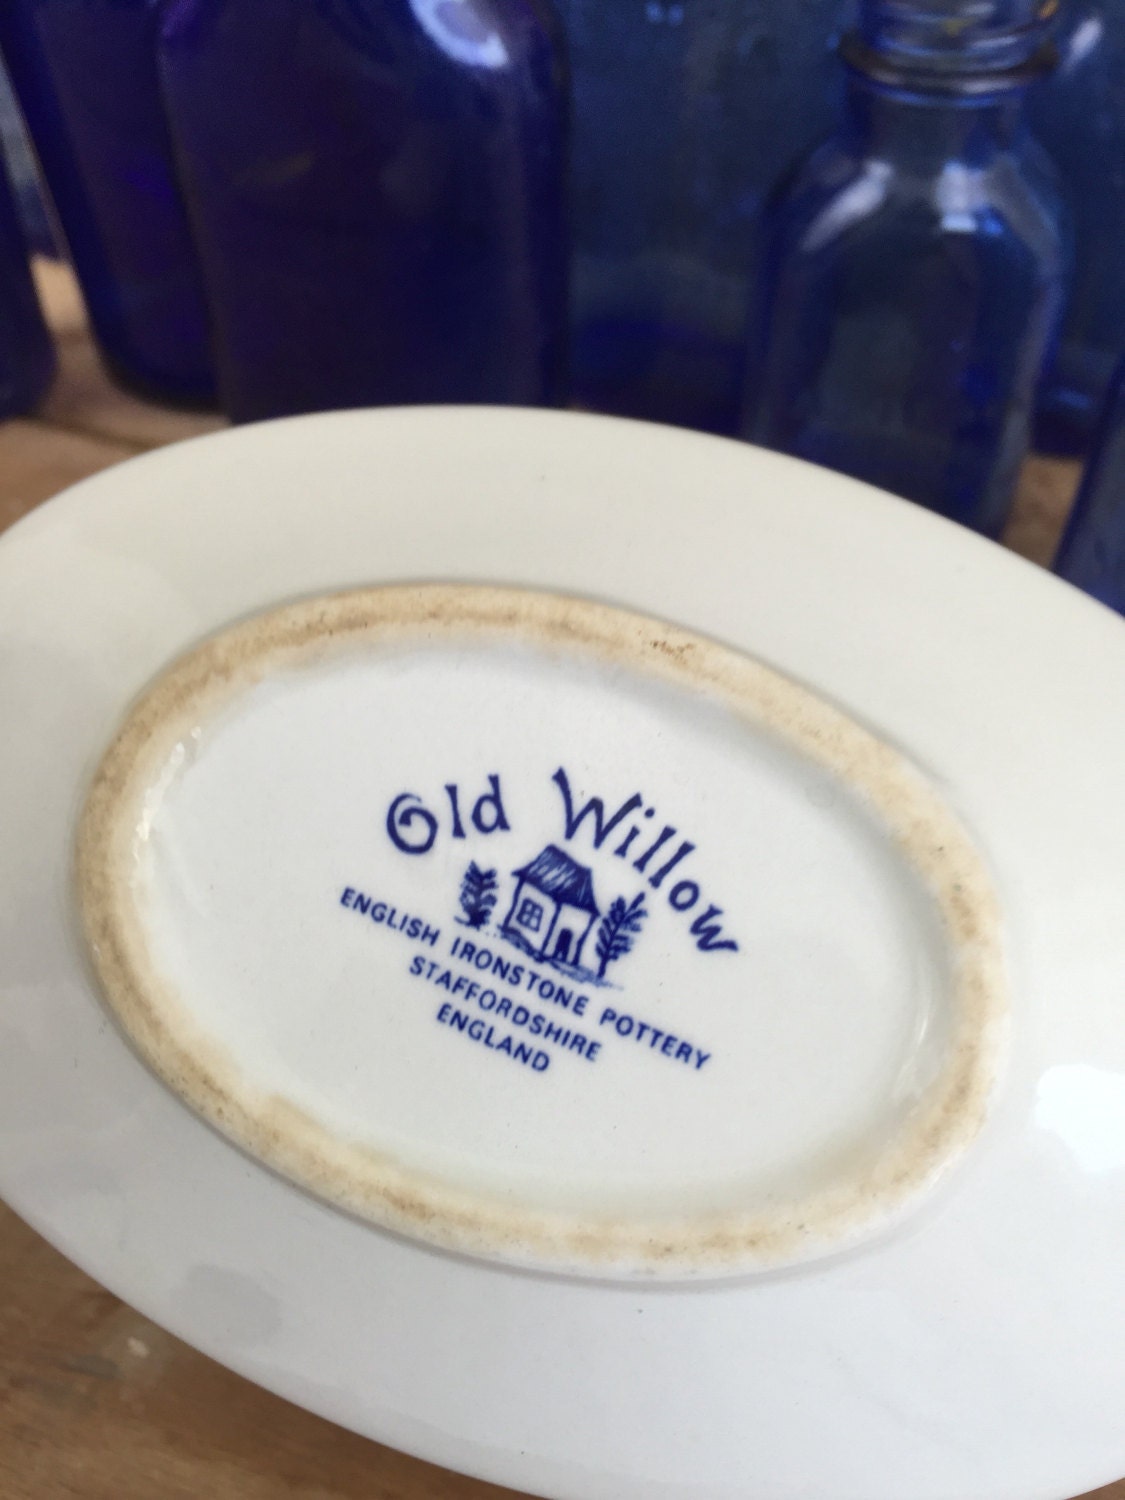 Old Willow
ENGLISH IRONSTONE POTTERY
STAFFORDSHIRE
ENGLAND